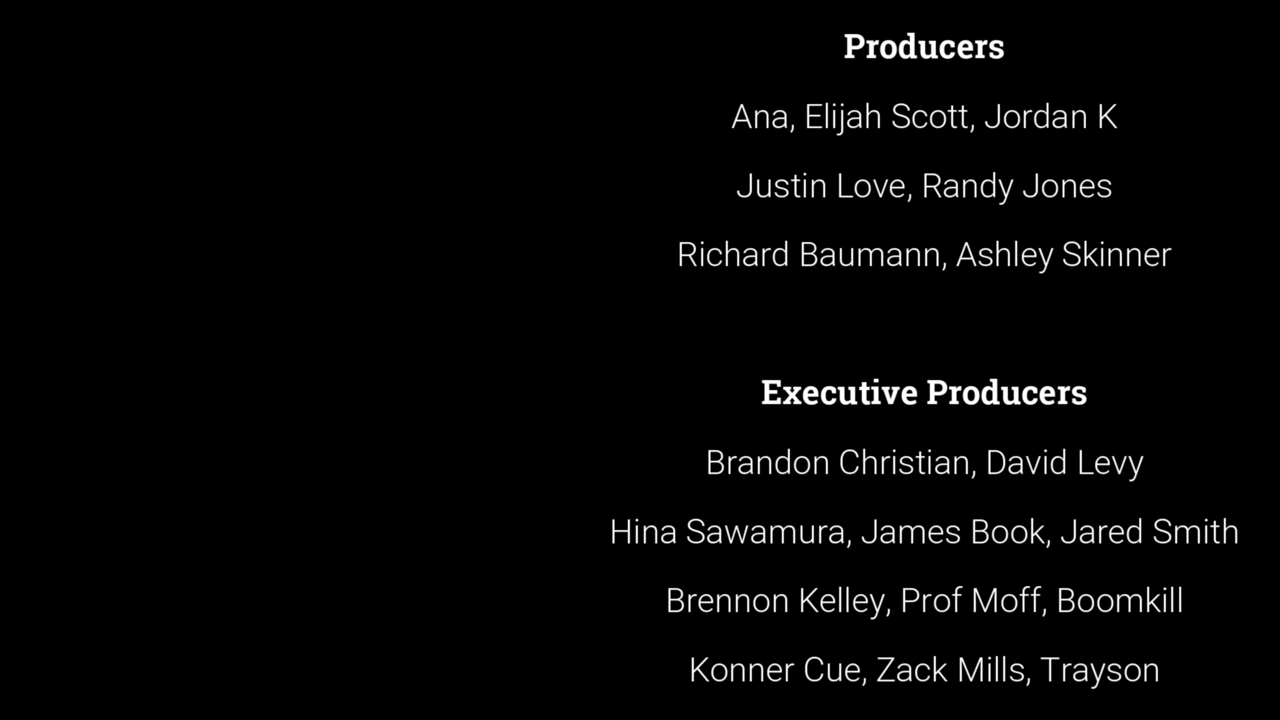 Producers
Ana, Elijah Scott, Jordan K
Justin Love, Randy Jones
Richard Baumann, Ashley Skinner
Executive Producers
Brandon Christian, David Levy
Hina Sawamura, James Book, Jared Smith
Brennon Kelley, Prof Moff, Boomkill
Konner Cue, Zack Mills, Trayson